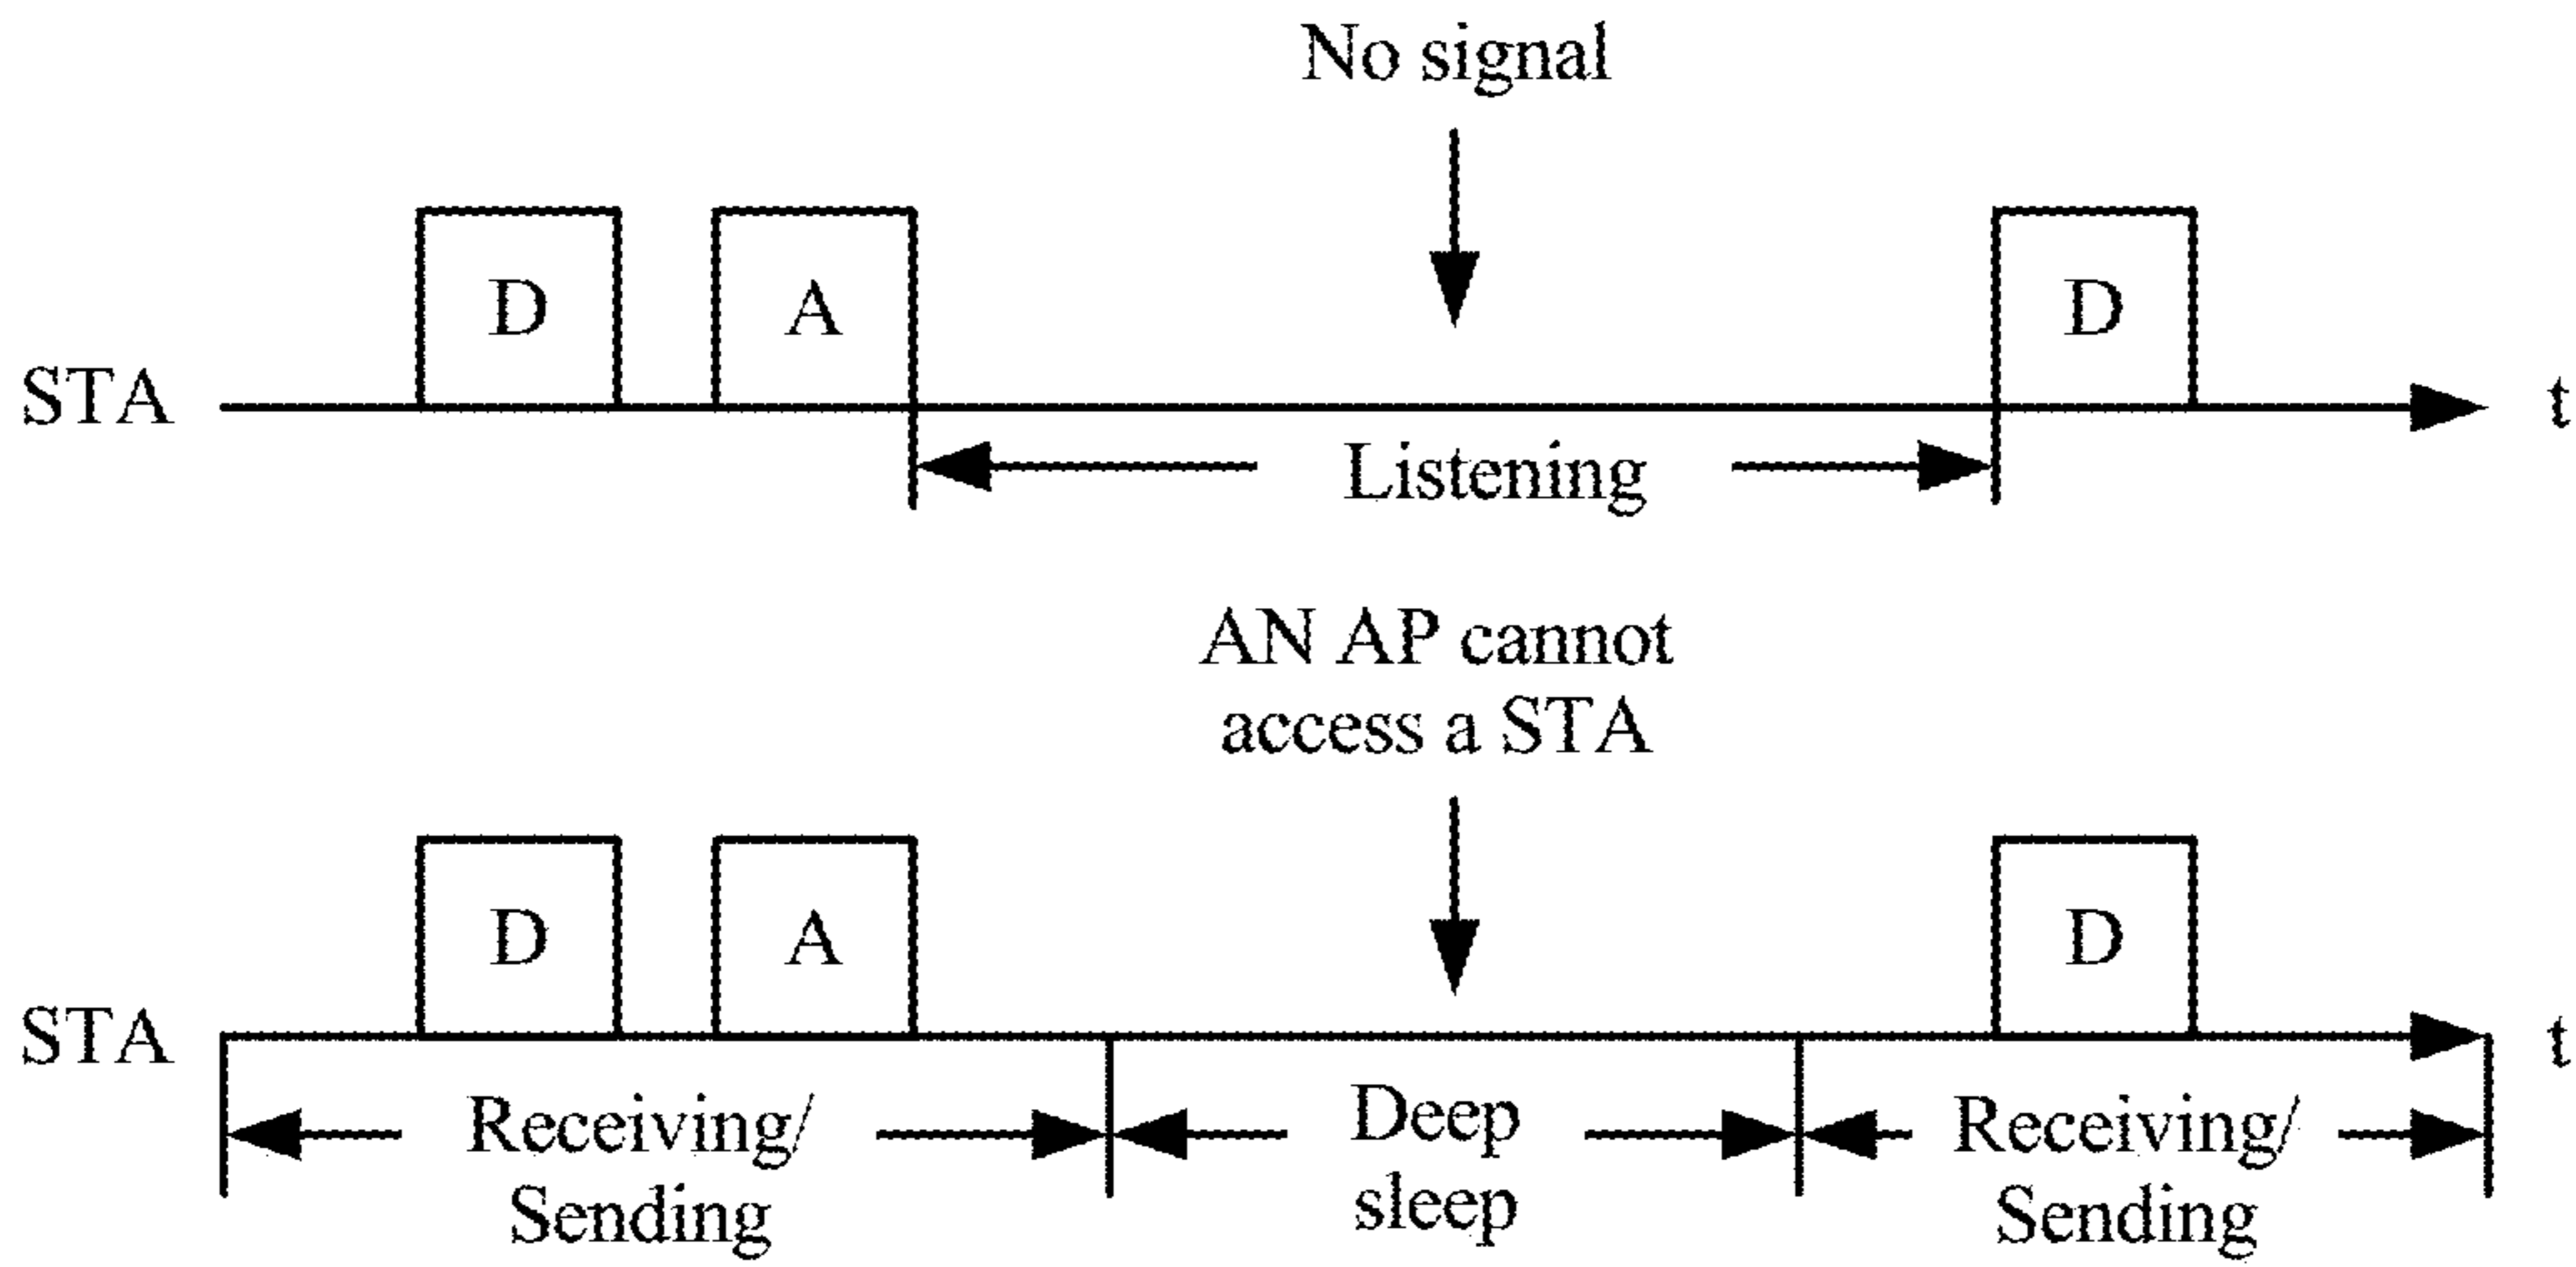 No signal
D
A
D
STA
t
Listening
AN AP cannot
access a STA
D
A
D
STA
t
Receiving/
Sending
Deep
sleep
Receiving/
Sending